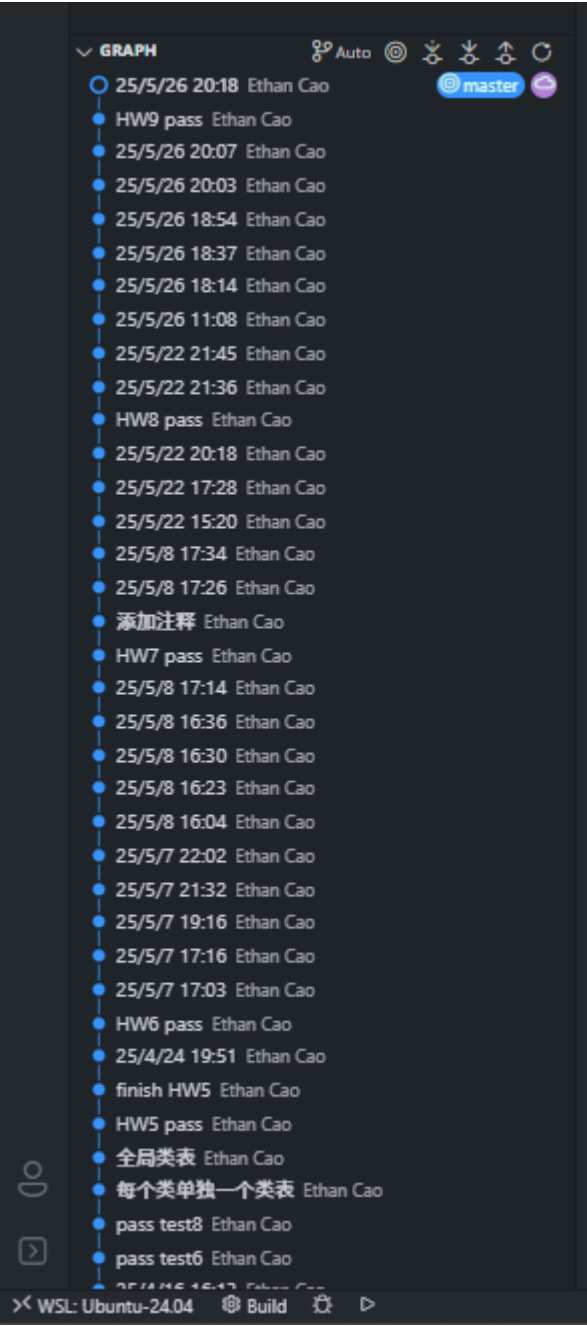 GRAPH Auto
25/5/26 20:18 Ethan Cao master
HW9 pass Ethan Cao
25/5/26 20:07 Ethan Cao
25/5/26 20:03 Ethan Cao
25/5/26 18:54 Ethan Cao
25/5/26 18:37 Ethan Cao
25/5/26 18:14 Ethan Cao
25/5/26 11:08 Ethan Cao
25/5/22 21:45 Ethan Cao
25/5/22 21:36 Ethan Cao
HW8 pass Ethan Cao
25/5/22 20:18 Ethan Cao
25/5/22 17:28 Ethan Cao
25/5/22 15:20 Ethan Cao
25/5/8 17:34 Ethan Cao
25/5/8 17:26 Ethan Cao
添加注释 Ethan Cao
HW7 pass Ethan Cao
25/5/8 17:14 Ethan Cao
25/5/8 16:36 Ethan Cao
25/5/8 16:30 Ethan Cao
25/5/8 16:23 Ethan Cao
25/5/8 16:04 Ethan Cao
25/5/7 22:02 Ethan Cao
25/5/7 21:32 Ethan Cao
25/5/7 19:16 Ethan Cao
25/5/7 17:16 Ethan Cao
25/5/7 17:03 Ethan Cao
HW6 pass Ethan Cao
25/4/24 19:51 Ethan Cao
finish HW5 Ethan Cao
HW5 pass Ethan Cao
全局类表 Ethan Cao
每个类单独一个类表 Ethan Cao
pass test8 Ethan Cao
pass test6 Ethan Cao
WSL: Ubuntu-24.04 Build